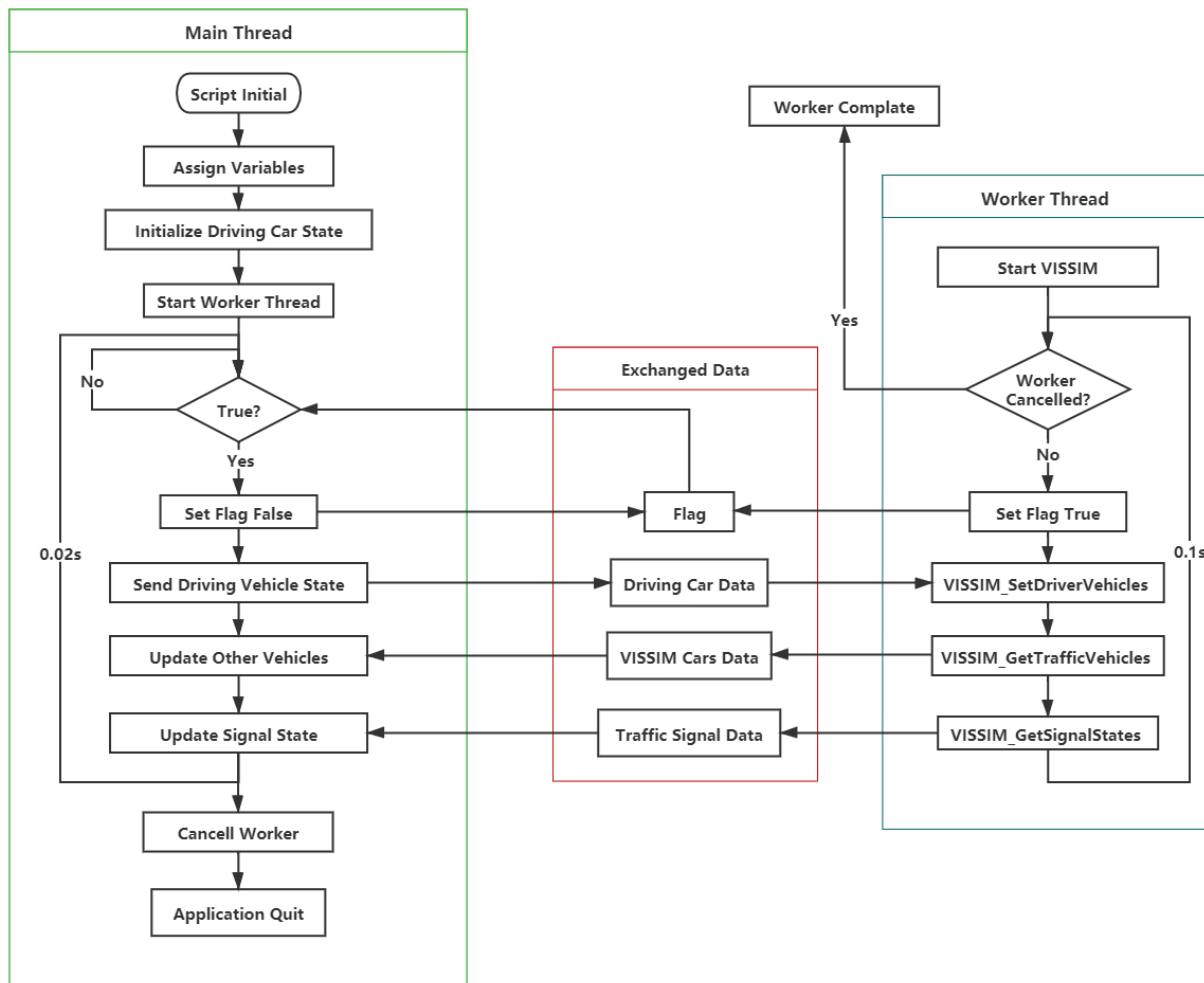 Main Thread
Script Initial
Assign Variables
Initialize Driving Car State
Start Worker Thread
No
True?
Yes
Set Flag False
0.02s
Send Driving Vehicle State
Update Other Vehicles
Update Signal State
Cancell Worker
Application Quit
Exchanged Data
Flag
Driving Car Data
VISSIM Cars Data
Traffic Signal Data
Worker Complate
Yes
Worker Thread
Start VISSIM
Worker
Cancelled?
No
Set Flag True
0.1s
VISSIM_SetDriverVehicles
VISSIM_GetTrafficVehicles
VISSIM_GetSignalStates